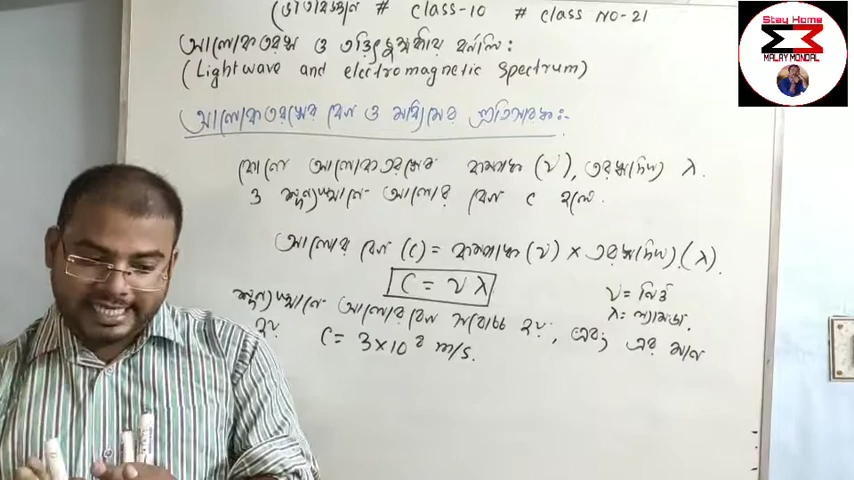 (ভৌতবিজ্ঞান # class-10 # class NO-21
Stay Home
MALAY MONDAL
আলোকতরঙ্গ ও তড়িৎচুম্বকীয় বর্ণালি :
(Light wave and electromagnetic Spectrum)
আলোকতরঙ্গের বেগ ও মাধ্যমের প্রতিসরাঙ্ক :-
কোনো আলোকতরঙ্গের কম্পাঙ্ক (ν), তরঙ্গদৈর্ঘ্য λ.
ও শূন্যস্থানে আলোর বেগ c হলে.
আলোর বেগ (c) = কম্পাঙ্ক (ν) × তরঙ্গদৈর্ঘ্য (λ)
C = ν λ
ν = নিউ
λ = ল্যামডা.
শূন্যস্থানে আলোর বেগ সর্বোচ্চ হয়, এবং এর মান
হয় c = 3×10⁸ m/s.